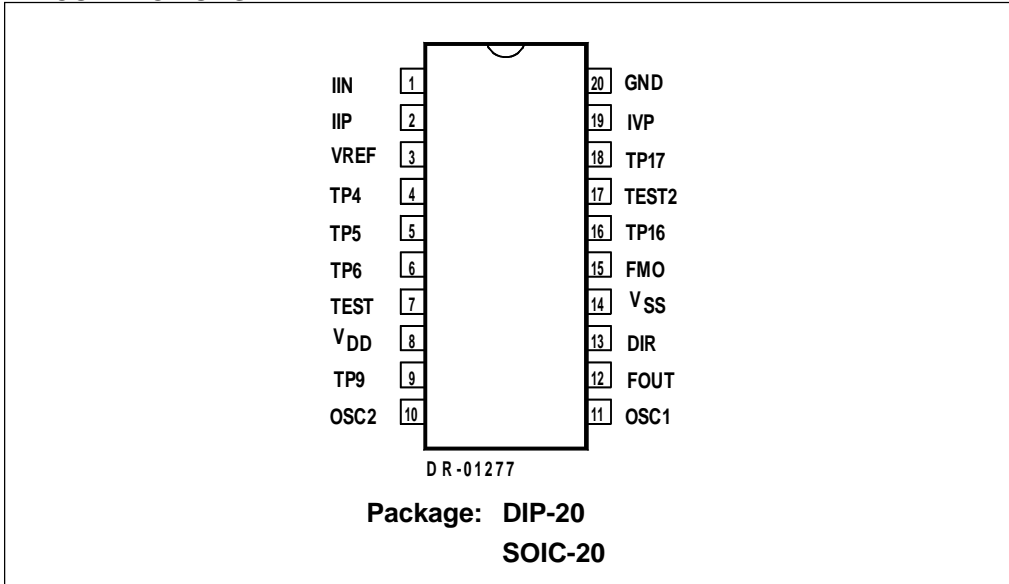 IIN 1 20 GND
IIP 2 19 IVP
VREF 3 18 TP17
TP4 4 17 TEST2
TP5 5 16 TP16
TP6 6 15 FMO
TEST 7 14 VSS
VDD 8 13 DIR
TP9 9 12 FOUT
OSC2 10 11 OSC1
DR-01277
Package: DIP-20
SOIC-20